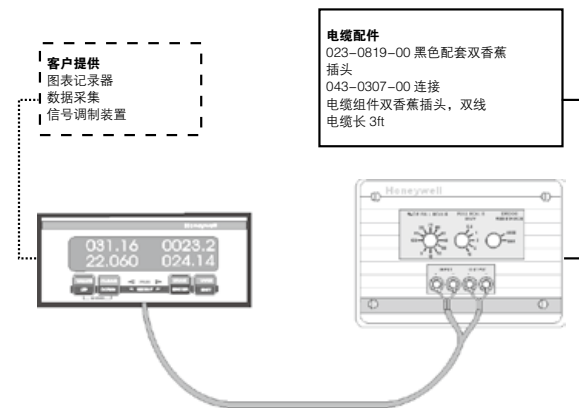 客户提供
图表记录器
数据采集
信号调制装置
电缆配件
023-0819-00 黑色配套双香蕉
插头
043-0307-00 连接
电缆组件双香蕉插头，双线
电缆长 3ft
Honeywell
Honeywell
031.16 0023.2
22.060 024.14
INPUT